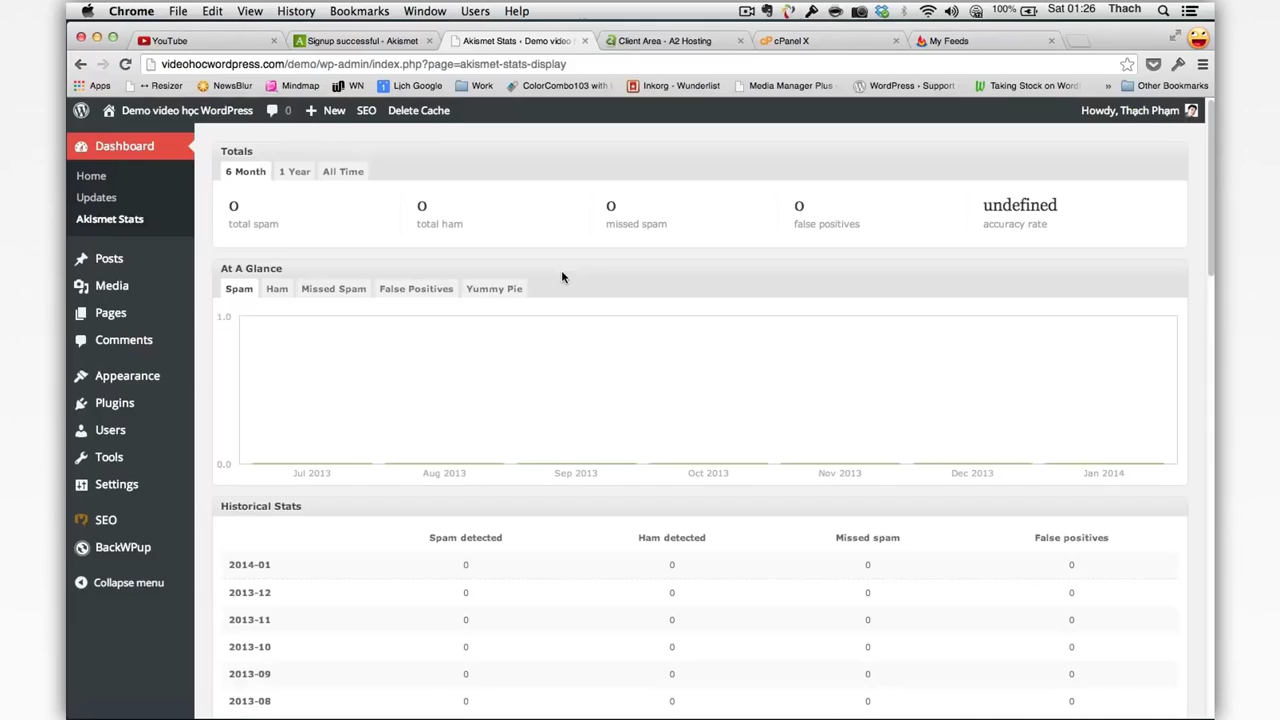 Chrome File Edit View History Bookmarks Window Users Help 100% Sat 01:26 Thach
YouTube Signup successful - Akismet Akismet Stats ‹ Demo video Client Area - A2 Hosting cPanel X My Feeds
videohocwordpress.com/demo/wp-admin/index.php?page=akismet-stats-display
Apps ↔ Resizer NewsBlur Mindmap WN Lịch Google Work ColorCombo103 with Inkorg - Wunderlist Media Manager Plus WordPress › Support Taking Stock on Word » Other Bookmarks
Demo video học WordPress 0 + New SEO Delete Cache Howdy, Thạch Phạm
Dashboard
Home
Updates
Akismet Stats
Posts
Media
Pages
Comments
Appearance
Plugins
Users
Tools
Settings
SEO
BackWPup
Collapse menu
Totals
6 Month 1 Year All Time
0 0 0 0 undefined
total spam total ham missed spam false positives accuracy rate
At A Glance
Spam Ham Missed Spam False Positives Yummy Pie
1.0
0.0
Jul 2013 Aug 2013 Sep 2013 Oct 2013 Nov 2013 Dec 2013 Jan 2014
Historical Stats
Spam detected Ham detected Missed spam False positives
2014-01 0 0 0 0
2013-12 0 0 0 0
2013-11 0 0 0 0
2013-10 0 0 0 0
2013-09 0 0 0 0
2013-08 0 0 0 0